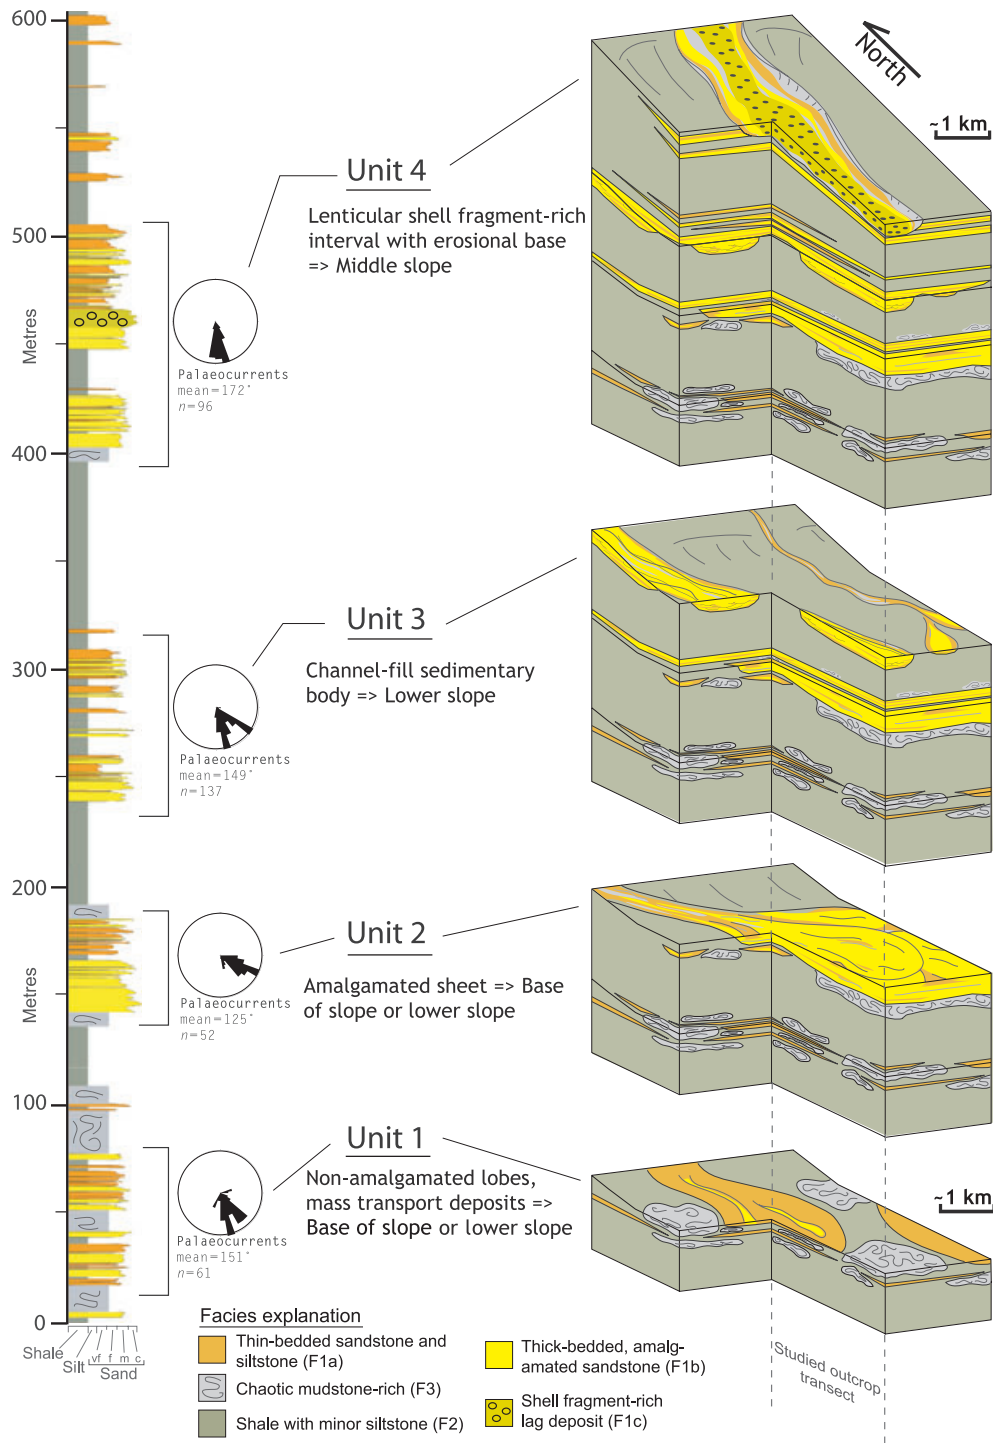 600
500
Metres
400
300
200
Metres
100
0
Shale
Silt
vf f m c
Sand
North
~1 km
Unit 4
Lenticular shell fragment-rich
interval with erosional base
=> Middle slope
Palaeocurrents
mean=172°
n=96
Unit 3
Channel-fill sedimentary
body => Lower slope
Palaeocurrents
mean=149°
n=137
Unit 2
Amalgamated sheet => Base
of slope or lower slope
Palaeocurrents
mean=125°
n=52
Unit 1
Non-amalgamated lobes,
mass transport deposits =>
Base of slope or lower slope
Palaeocurrents
mean=151°
n=61
~1 km
Studied outcrop
transect
Facies explanation
Thin-bedded sandstone and
siltstone (F1a)
Chaotic mudstone-rich (F3)
Shale with minor siltstone (F2)
Thick-bedded, amalg-
amated sandstone (F1b)
Shell fragment-rich
lag deposit (F1c)